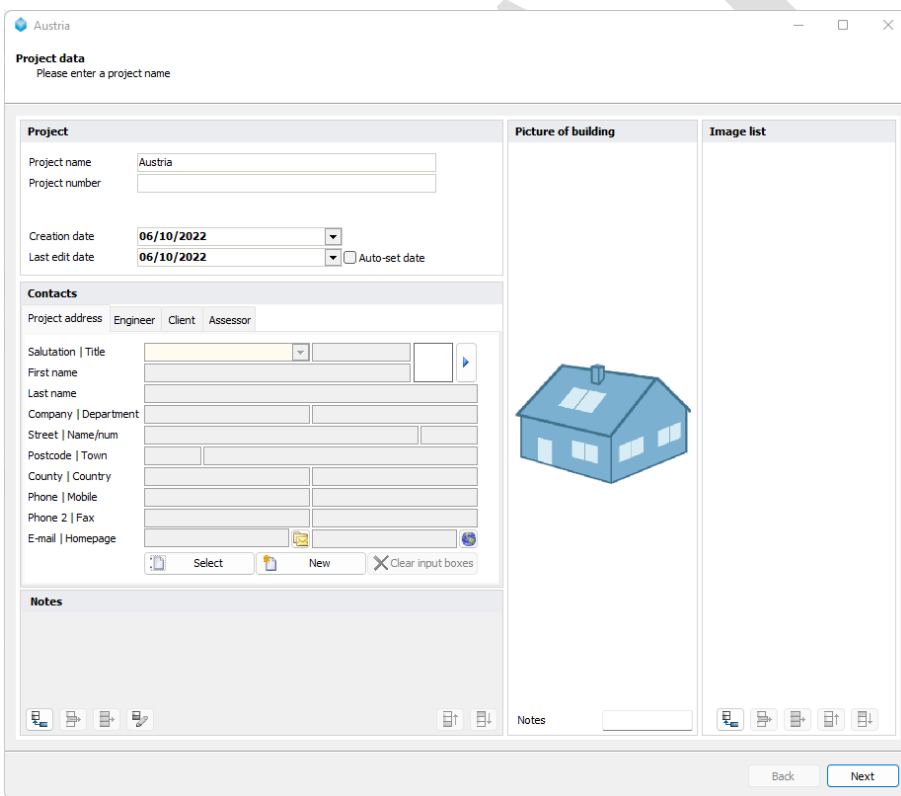 Austria
Project data
Please enter a project name
Project
Project name Austria
Project number
Creation date 06/10/2022
Last edit date 06/10/2022 Auto-set date
Contacts
Project address Engineer Client Assessor
Salutation | Title
First name
Last name
Company | Department
Street | Name/num
Postcode | Town
County | Country
Phone | Mobile
Phone 2 | Fax
E-mail | Homepage
Select New Clear input boxes
Notes
Picture of building
Notes
Image list
Back Next